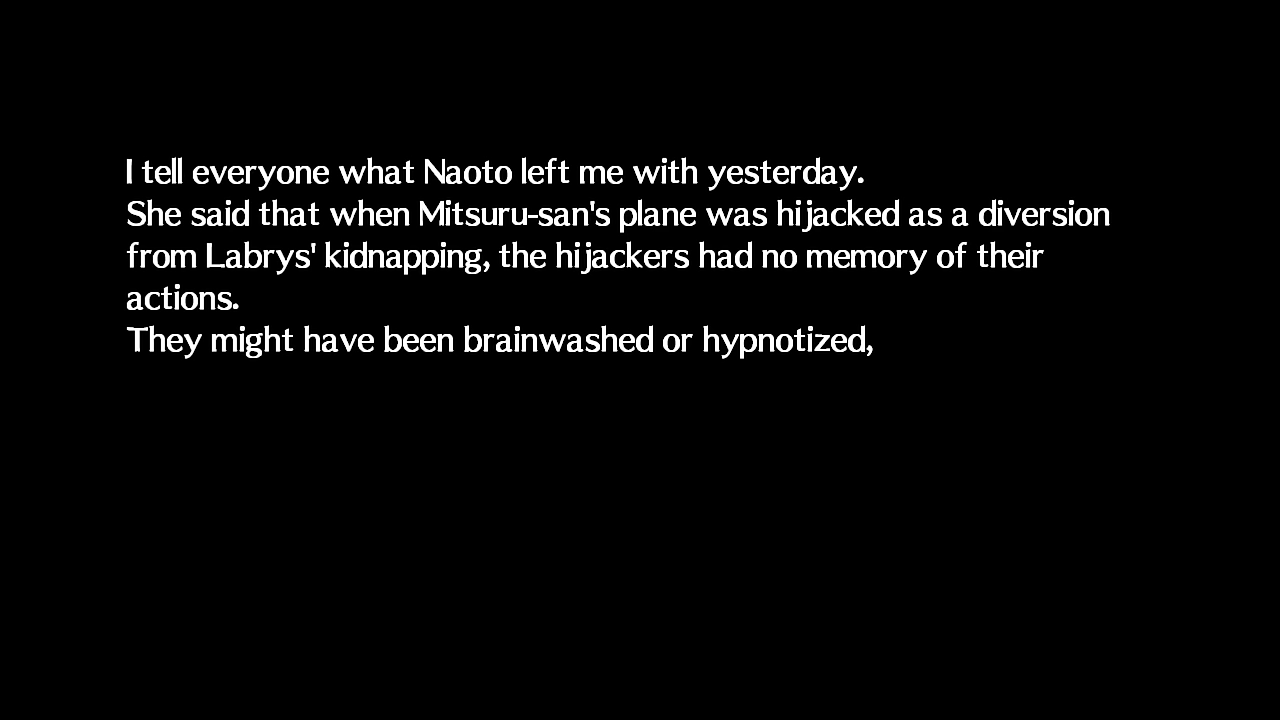 I tell everyone what Naoto left me with yesterday.
She said that when Mitsuru-san's plane was hijacked as a diversion
from Labrys' kidnapping, the hijackers had no memory of their
actions.
They might have been brainwashed or hypnotized,